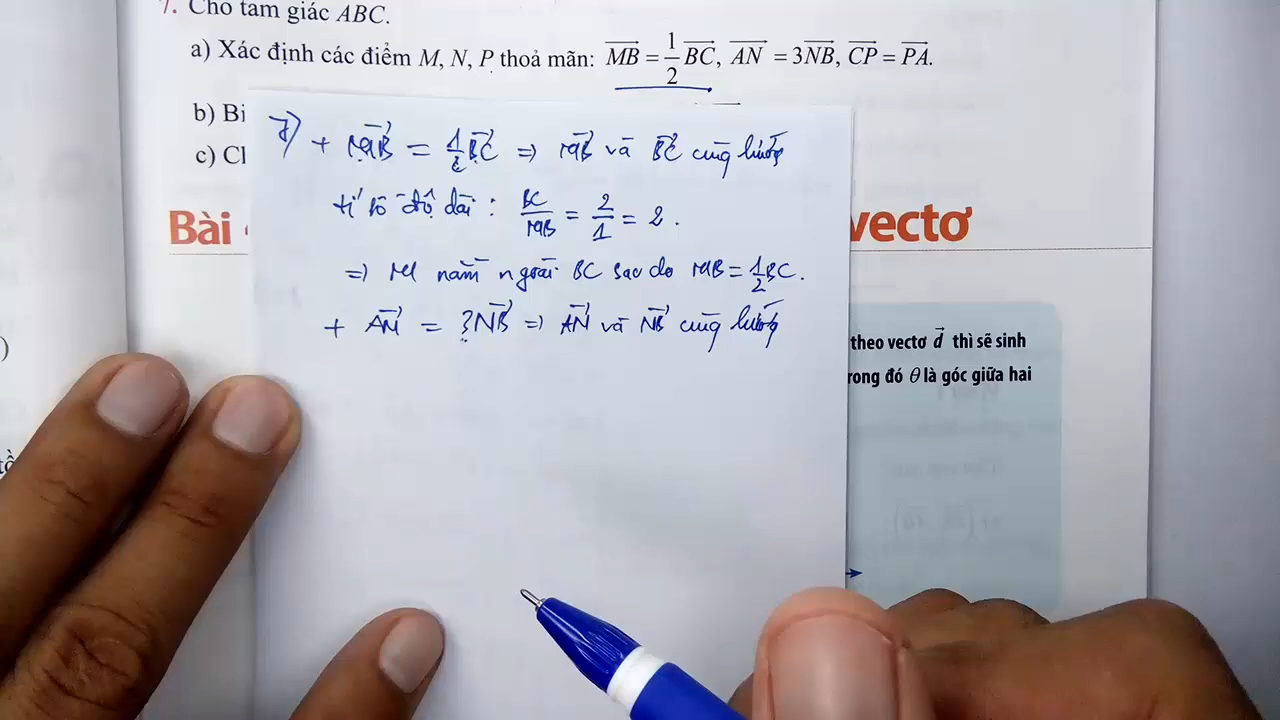 7. Cho tam giác ABC.
a) Xác định các điểm M, N, P thoả mãn: $\overrightarrow{MB} = \frac{1}{2}\overrightarrow{BC}$, $\overrightarrow{AN} = 3\overrightarrow{NB}$, $\overrightarrow{CP} = \overrightarrow{PA}$.
b) Bi
c) Cl
7) + $\overrightarrow{MB} = \frac{1}{2}\overrightarrow{BC}$ ⇒ $\overrightarrow{MB}$ và $\overrightarrow{BC}$ cùng hướng
tỉ số độ dài: $\frac{BC}{MB} = \frac{2}{1} = 2$.
⇒ M nằm ngoài BC sao cho $MB = \frac{1}{2}BC$.
+ $\overrightarrow{AN} = 3\overrightarrow{NB}$ ⇒ $\overrightarrow{AN}$ và $\overrightarrow{NB}$ cùng hướng
Bài vectơ
theo vectơ $\vec{d}$ thì sẽ sinh
rong đó θ là góc giữa hai